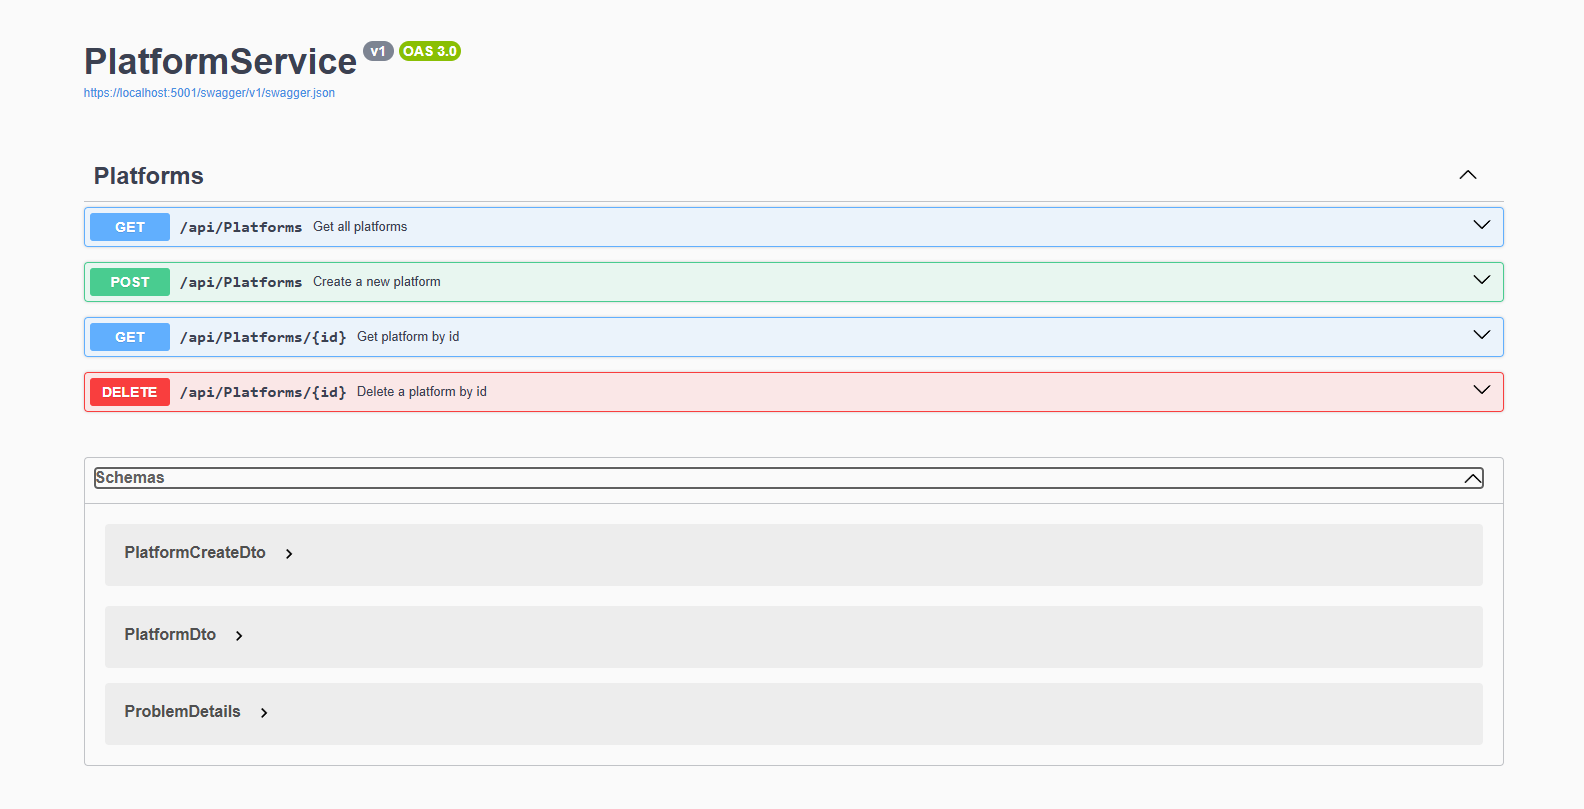 PlatformService v1 OAS 3.0
https://localhost:5001/swagger/v1/swagger.json
Platforms
GET /api/Platforms Get all platforms
POST /api/Platforms Create a new platform
GET /api/Platforms/{id} Get platform by id
DELETE /api/Platforms/{id} Delete a platform by id
Schemas
PlatformCreateDto
PlatformDto
ProblemDetails